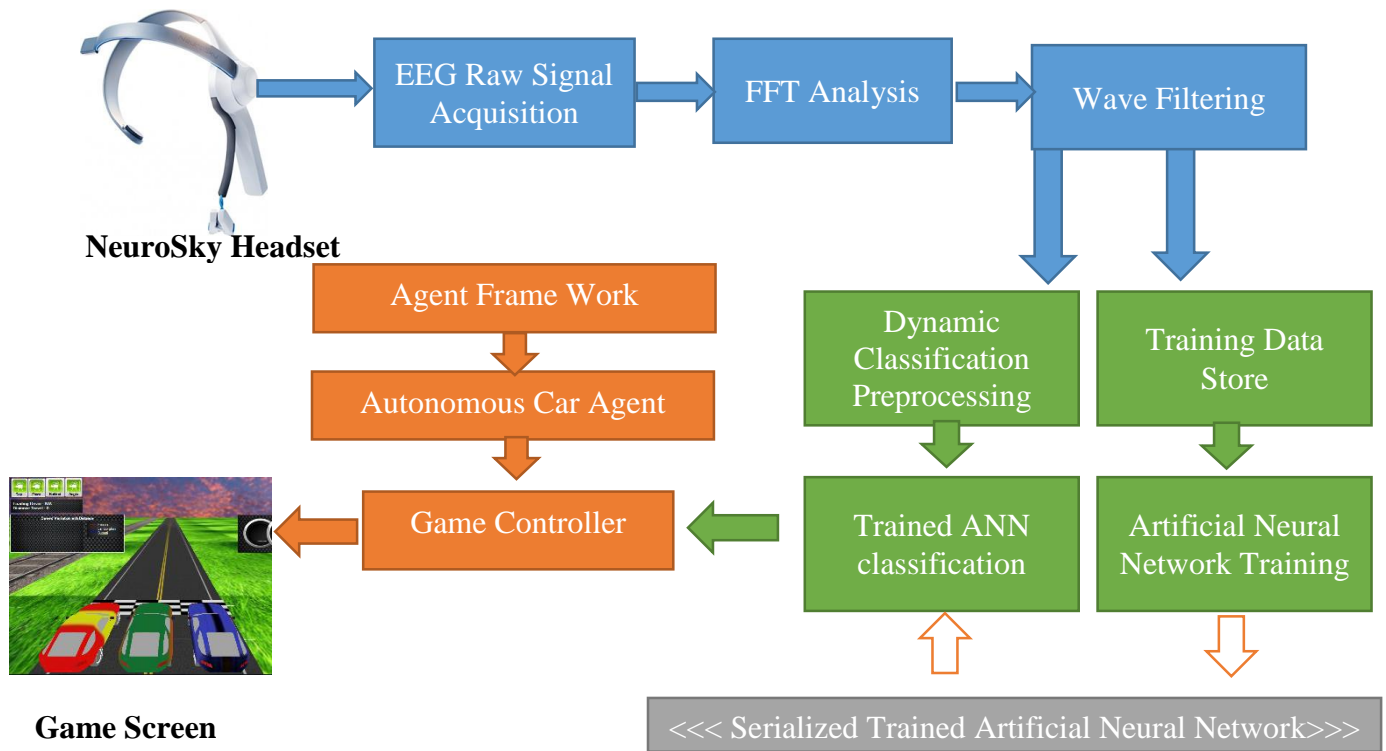 EEG Raw Signal
Acquisition
FFT Analysis
Wave Filtering
NeuroSky Headset
Agent Frame Work
Autonomous Car Agent
Game Controller
Dynamic
Classification
Preprocessing
Training Data
Store
Trained ANN
classification
Artificial Neural
Network Training
Game Screen
<<< Serialized Trained Artificial Neural Network>>>